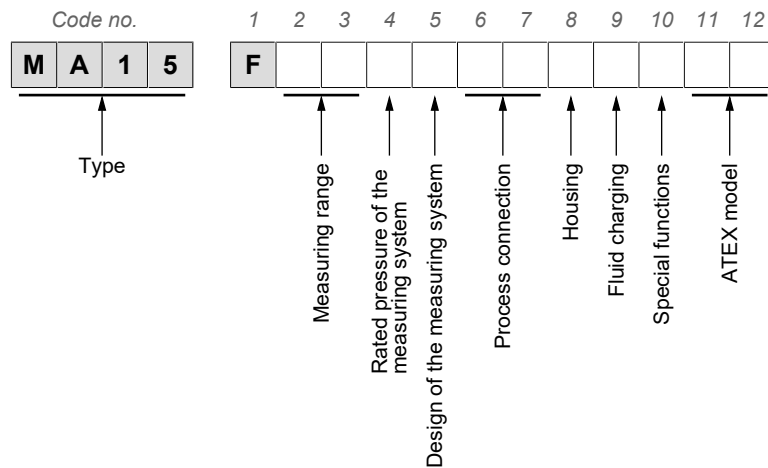 Code no. 1 2 3 4 5 6 7 8 9 10 11 12
M A 1 5 F
Type
Measuring range
Rated pressure of the
measuring system
Design of the measuring system
Process connection
Housing
Fluid charging
Special functions
ATEX model